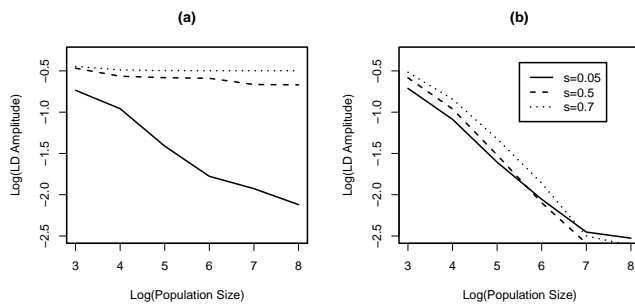 (a)
Log(LD Amplitude)
-0.5
-1.0
-1.5
-2.0
-2.5
3 4 5 6 7 8
Log(Population Size)
(b)
Log(LD Amplitude)
-0.5
-1.0
-1.5
-2.0
-2.5
s=0.05
s=0.5
s=0.7
3 4 5 6 7 8
Log(Population Size)